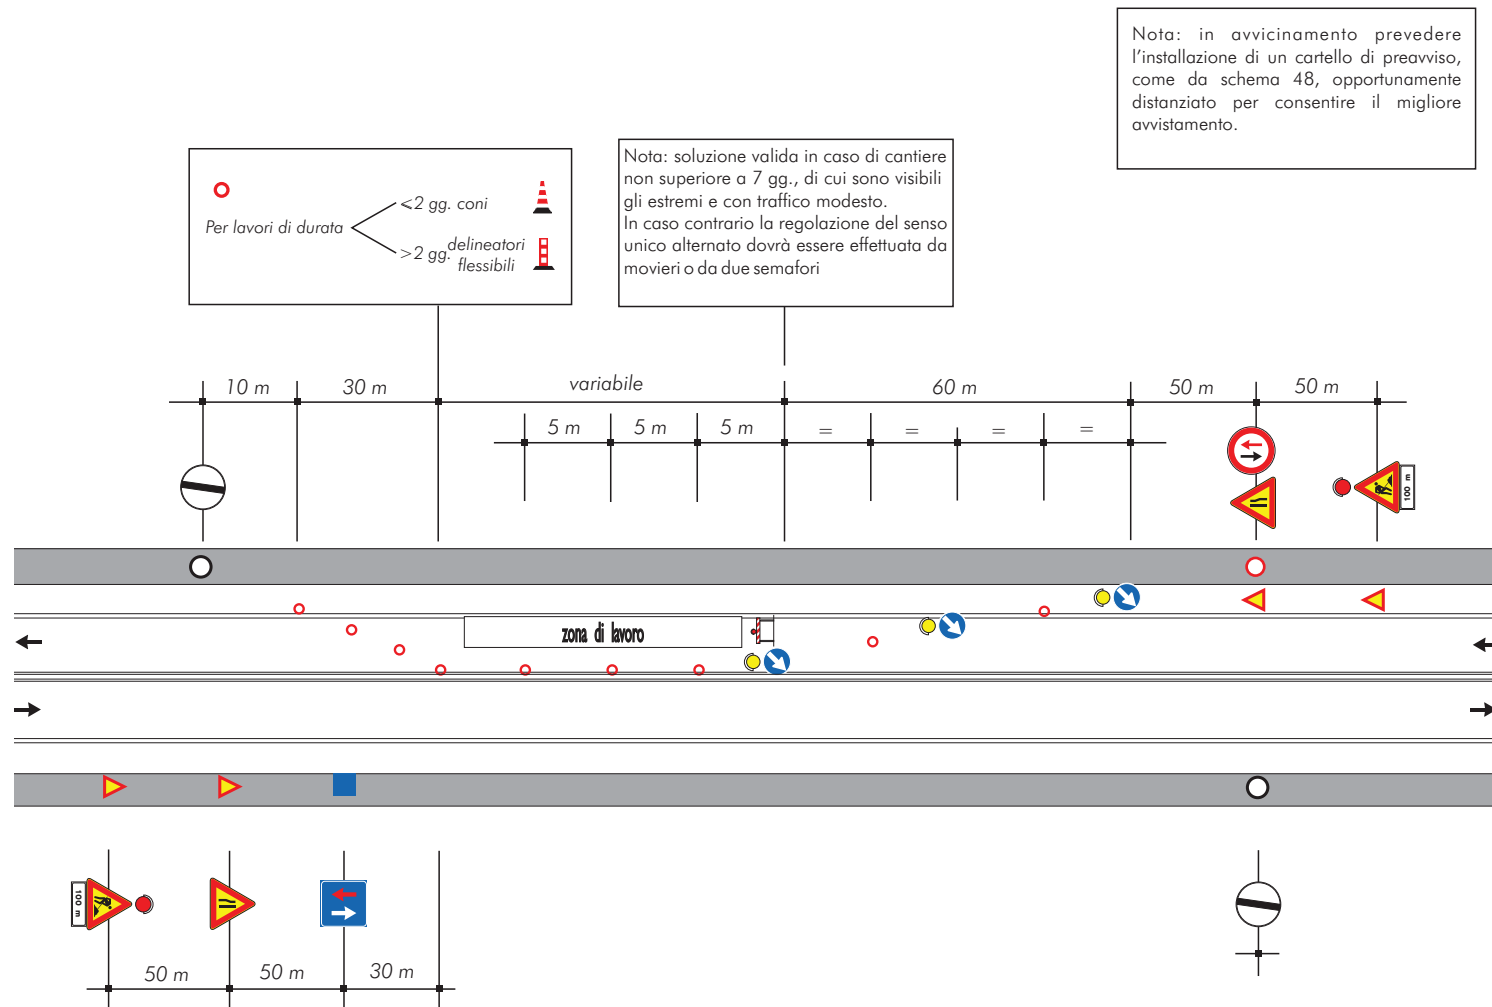 Nota: in avvicinamento prevedere
l'installazione di un cartello di preavviso,
come da schema 48, opportunamente
distanziato per consentire il migliore
avvistamento.
Per lavori di durata
⩽2 gg. coni
>2 gg. delineatori
flessibili
Nota: soluzione valida in caso di cantiere
non superiore a 7 gg., di cui sono visibili
gli estremi e con traffico modesto.
In caso contrario la regolazione del senso
unico alternato dovrà essere effettuata da
movieri o da due semafori
10 m 30 m variabile 60 m 50 m 50 m
5 m 5 m 5 m = = = =
100 m
zona di lavoro
100 m
50 m 50 m 30 m